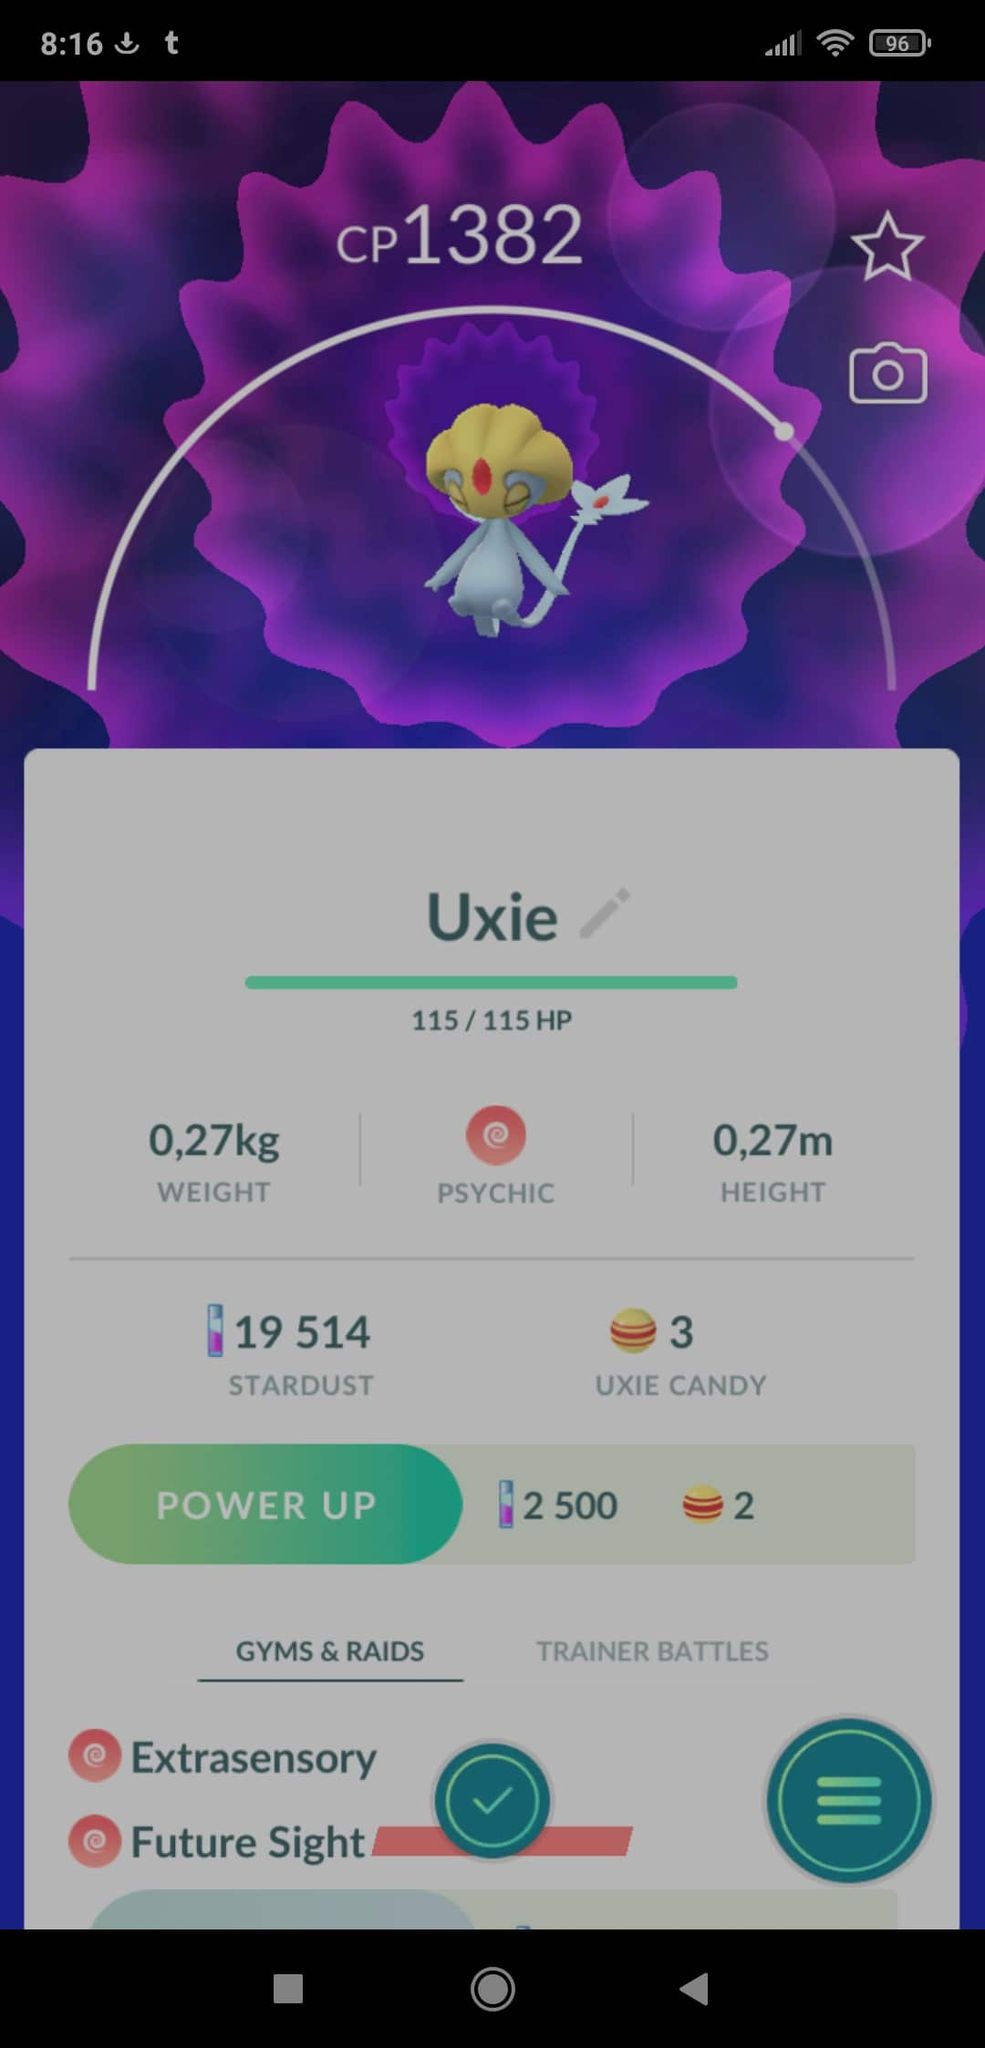 8:16 t 96
CP1382
Uxie
115 / 115 HP
0,27kg 0,27m
WEIGHT PSYCHIC HEIGHT
19 514 3
STARDUST UXIE CANDY
POWER UP 2 500 2
GYMS & RAIDS TRAINER BATTLES
Extrasensory
Future Sight